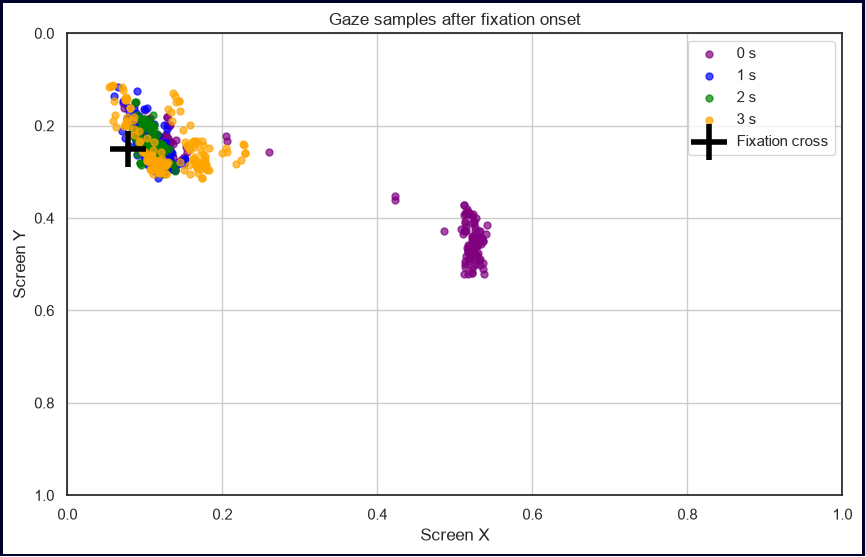 Gaze samples after fixation onset
0 s
1 s
2 s
3 s
Fixation cross
Screen Y
0.0
0.2
0.4
0.6
0.8
1.0
0.0 0.2 0.4 0.6 0.8 1.0
Screen X